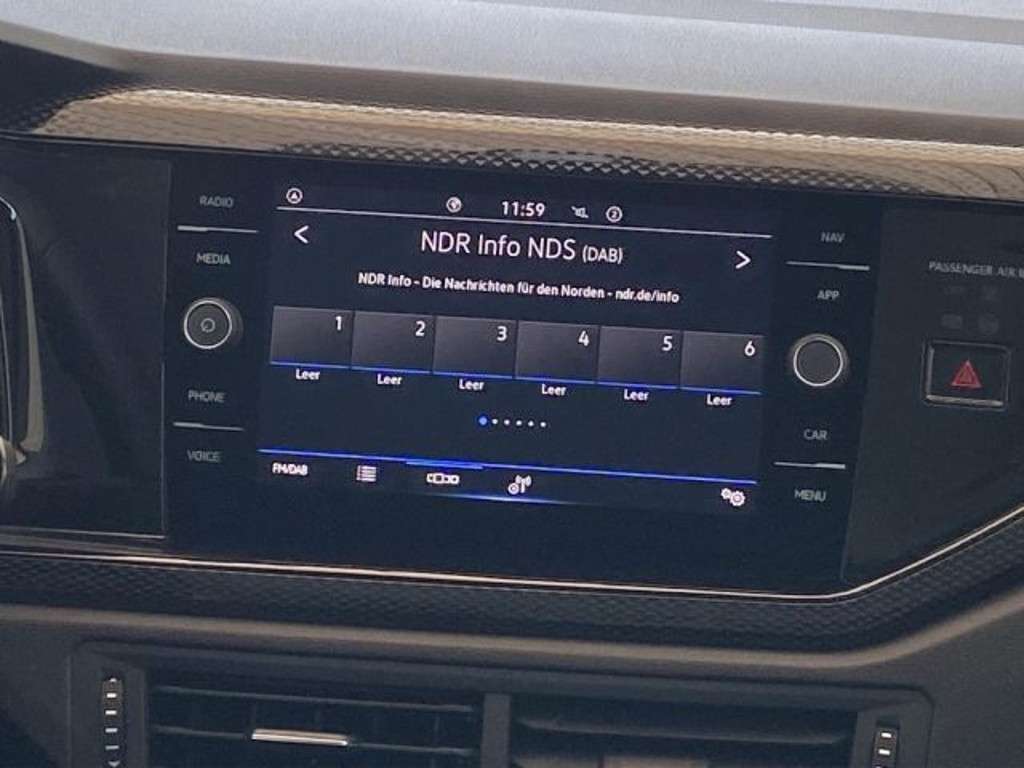 RADIO
MEDIA
PHONE
VOICE
11:59
2
NDR Info NDS (DAB)
NDR Info - Die Nachrichten für den Norden - ndr.de/info
1 2 3 4 5 6
Leer Leer Leer Leer Leer Leer
FM/DAB
NAV
APP
CAR
MENU
PASSENGER AIR